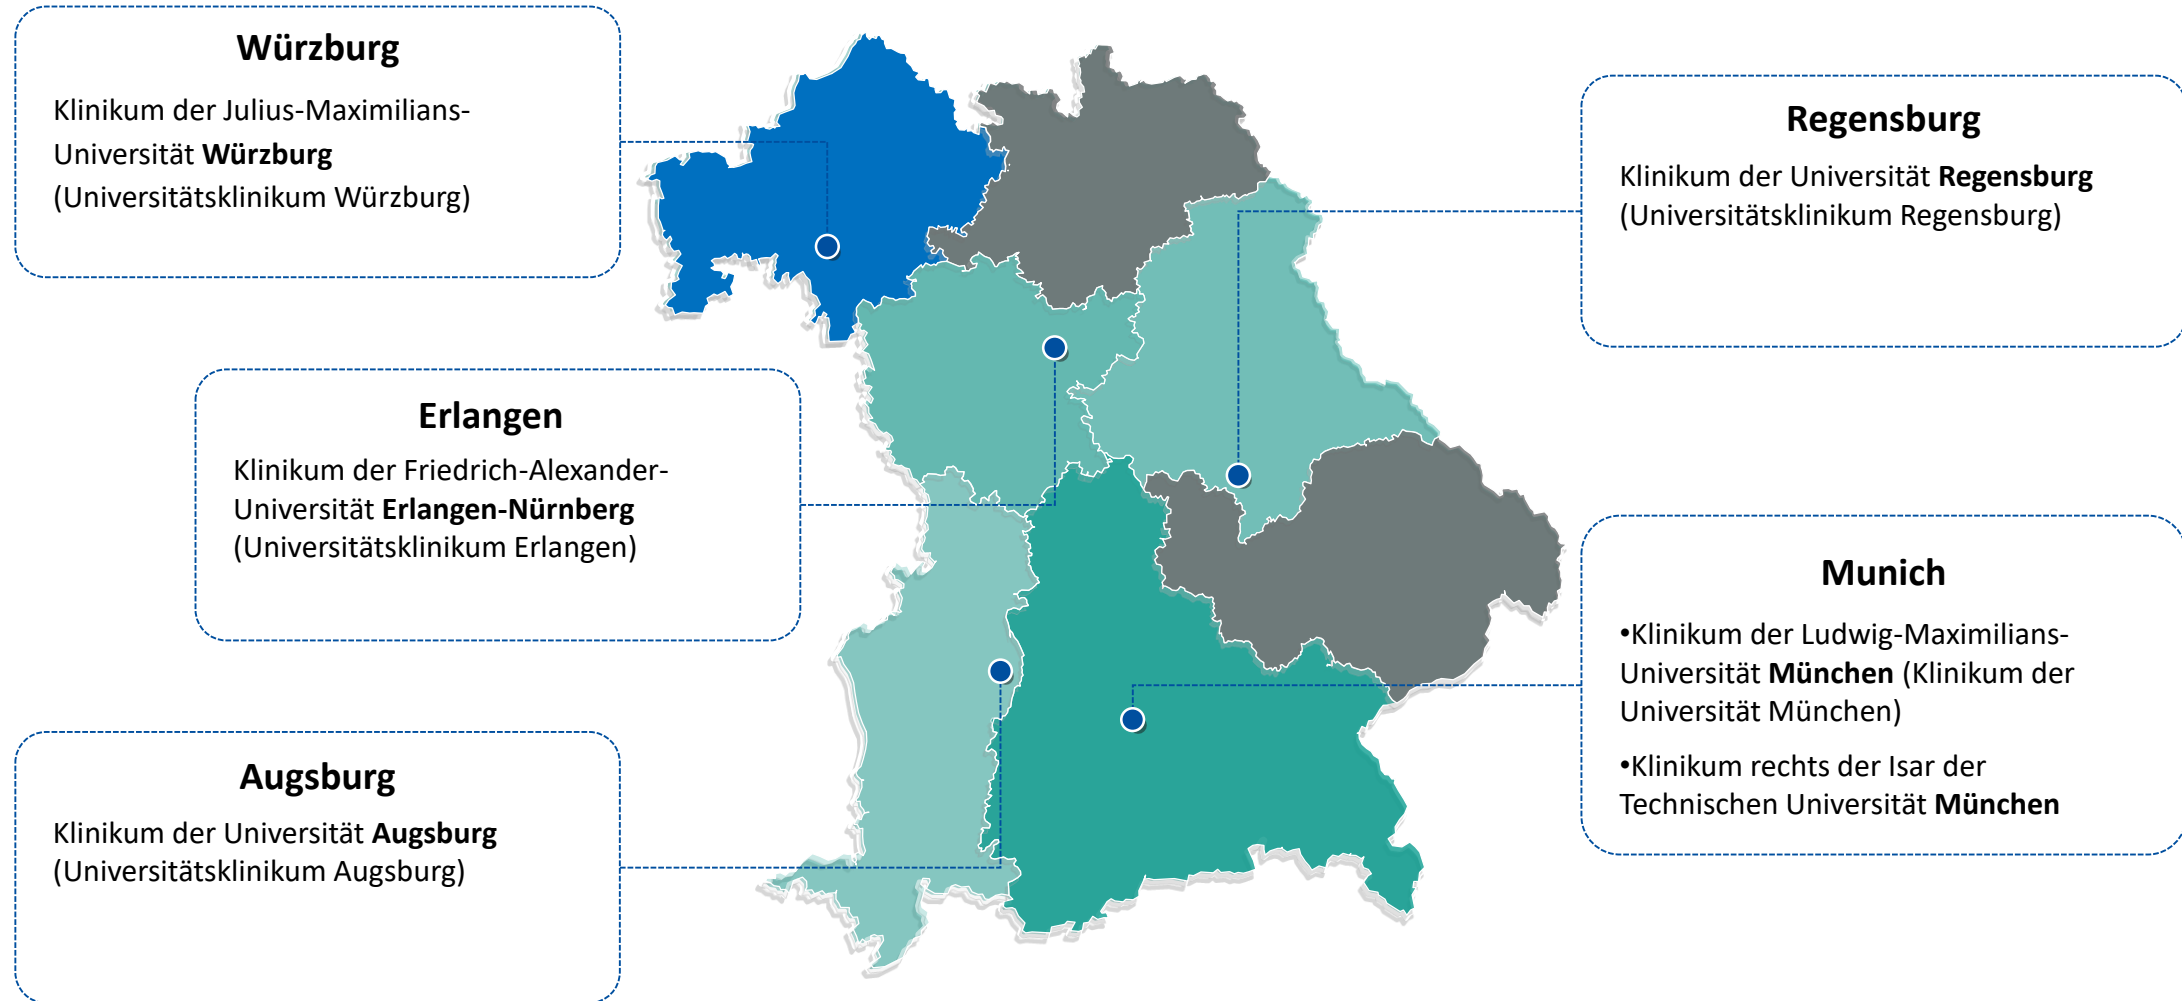 Würzburg
Klinikum der Julius-Maximilians-
Universität Würzburg
(Universitätsklinikum Würzburg)
Regensburg
Klinikum der Universität Regensburg
(Universitätsklinikum Regensburg)
Erlangen
Klinikum der Friedrich-Alexander-
Universität Erlangen-Nürnberg
(Universitätsklinikum Erlangen)
Munich
•Klinikum der Ludwig-Maximilians-
Universität München (Klinikum der
Universität München)
•Klinikum rechts der Isar der
Technischen Universität München
Augsburg
Klinikum der Universität Augsburg
(Universitätsklinikum Augsburg)